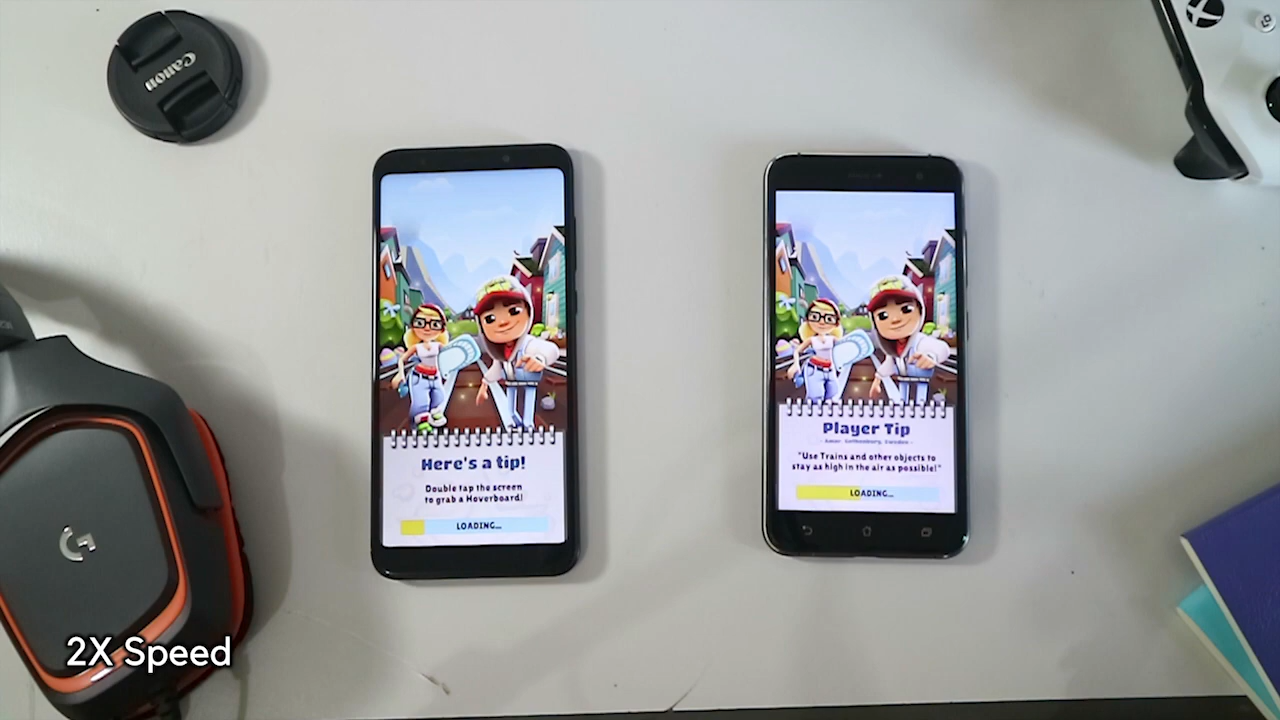 Canon
Here's a tip!
Double tap the screen
to grab a Hoverboard!
LOADING...
Player Tip
"Use Trains and other objects to
stay as high in the air as possible!"
LOADING...
2X Speed